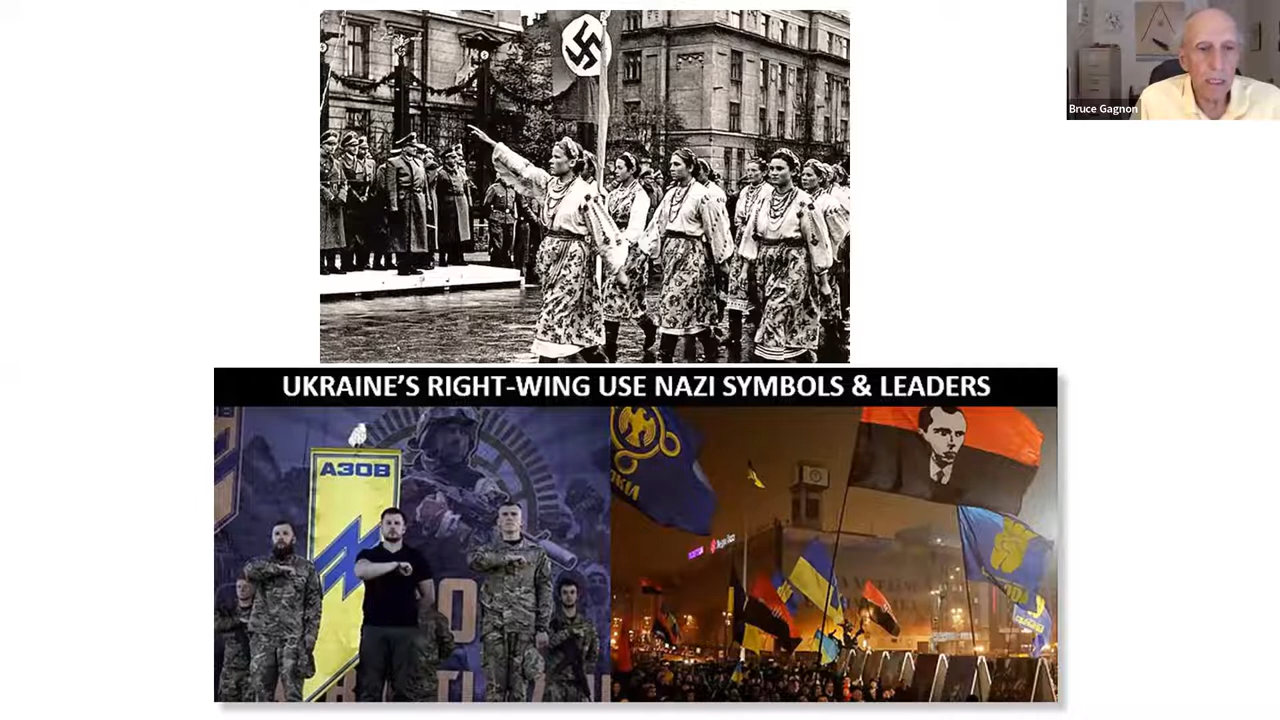 Bruce Gagnon
UKRAINE'S RIGHT-WING USE NAZI SYMBOLS & LEADERS
АЗОВ